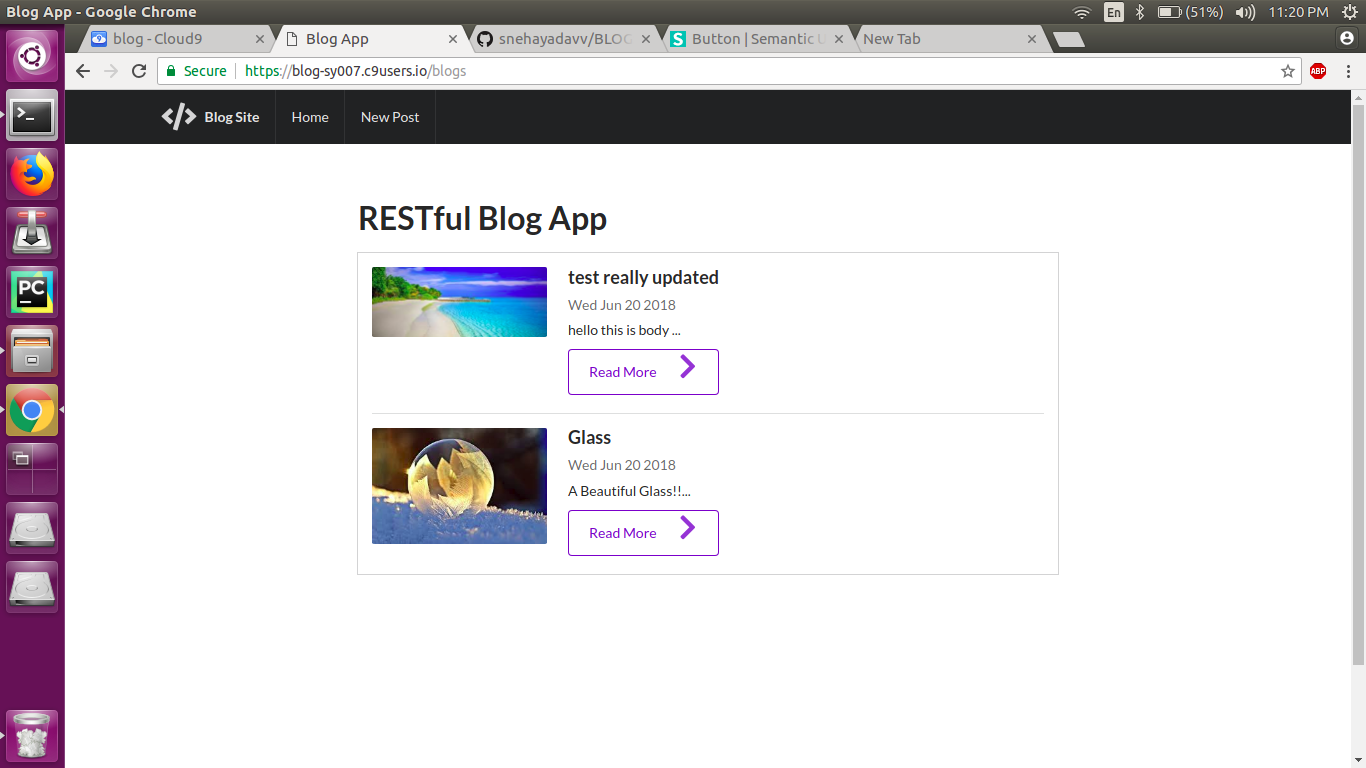 Blog App - Google Chrome
En
(51%)
11:20 PM
blog - Cloud9
Blog App
snehayadavv/BLOG
Button | Semantic U
New Tab
Secure
https://blog-sy007.c9users.io/blogs
ABP
Blog Site
Home
New Post
RESTful Blog App
test really updated
Wed Jun 20 2018
hello this is body ...
Read More
Glass
Wed Jun 20 2018
A Beautiful Glass!!...
Read More
PC